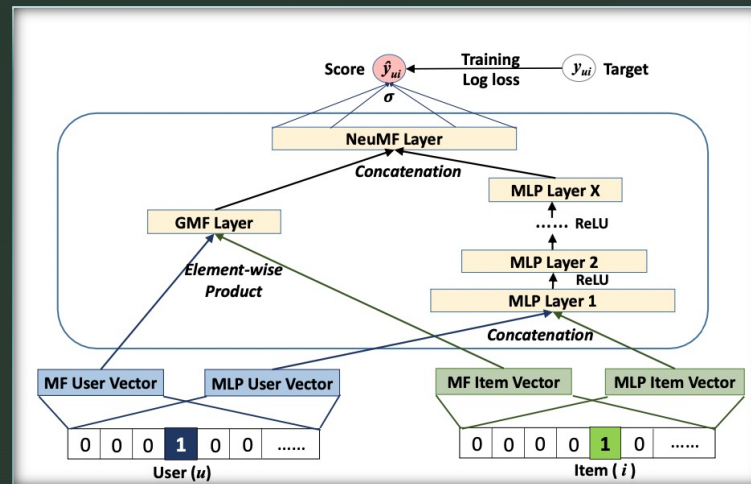 Score ŷui Training yui Target
Log loss
σ
NeuMF Layer
Concatenation
MLP Layer X
GMF Layer
...... ReLU
Element-wise
Product
MLP Layer 2
ReLU
MLP Layer 1
Concatenation
MF User Vector MLP User Vector MF Item Vector MLP Item Vector
0 0 0 1 0 0 ...... 0 0 0 0 1 0 ......
User (u) Item ( i )